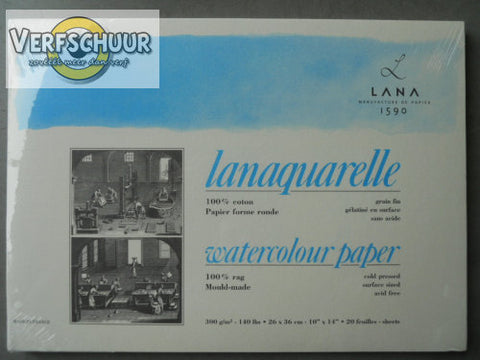 VERFSCHUUR
zoveel meer dan verf
L
LANA
MANUFACTURE DE PAPIER
1590
lanaquarelle
100% coton
Papier forme ronde
grain fin
gélatiné en surface
sans acide
watercolour paper
100% rag
Mould-made
cold pressed
surface sized
acid free
300 g/m² - 140 lbs • 26 x 36 cm - 10" x 14" • 20 feuilles - sheets